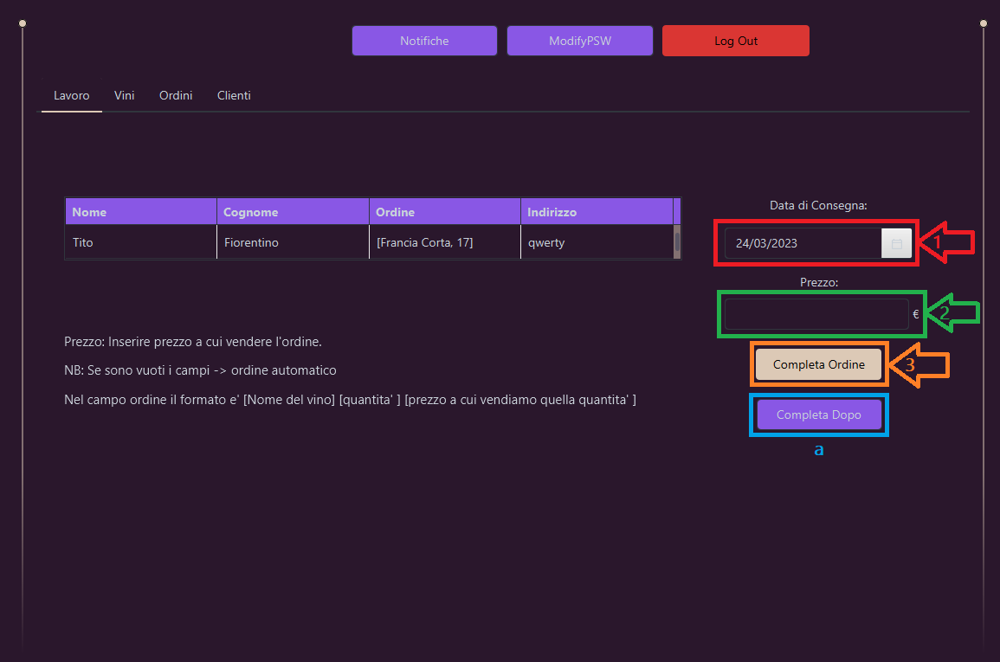 Notifiche ModifyPSW Log Out
Lavoro Vini Ordini Clienti
Data di Consegna:
Nome Cognome Ordine Indirizzo
Tito Fiorentino [Francia Corta, 17] qwerty
24/03/2023
1
Prezzo:
€
2
Prezzo: Inserire prezzo a cui vendere l'ordine.
NB: Se sono vuoti i campi -> ordine automatico
Nel campo ordine il formato e' [Nome del vino] [quantita' ] [prezzo a cui vendiamo quella quantita' ]
Completa Ordine
3
Completa Dopo
a